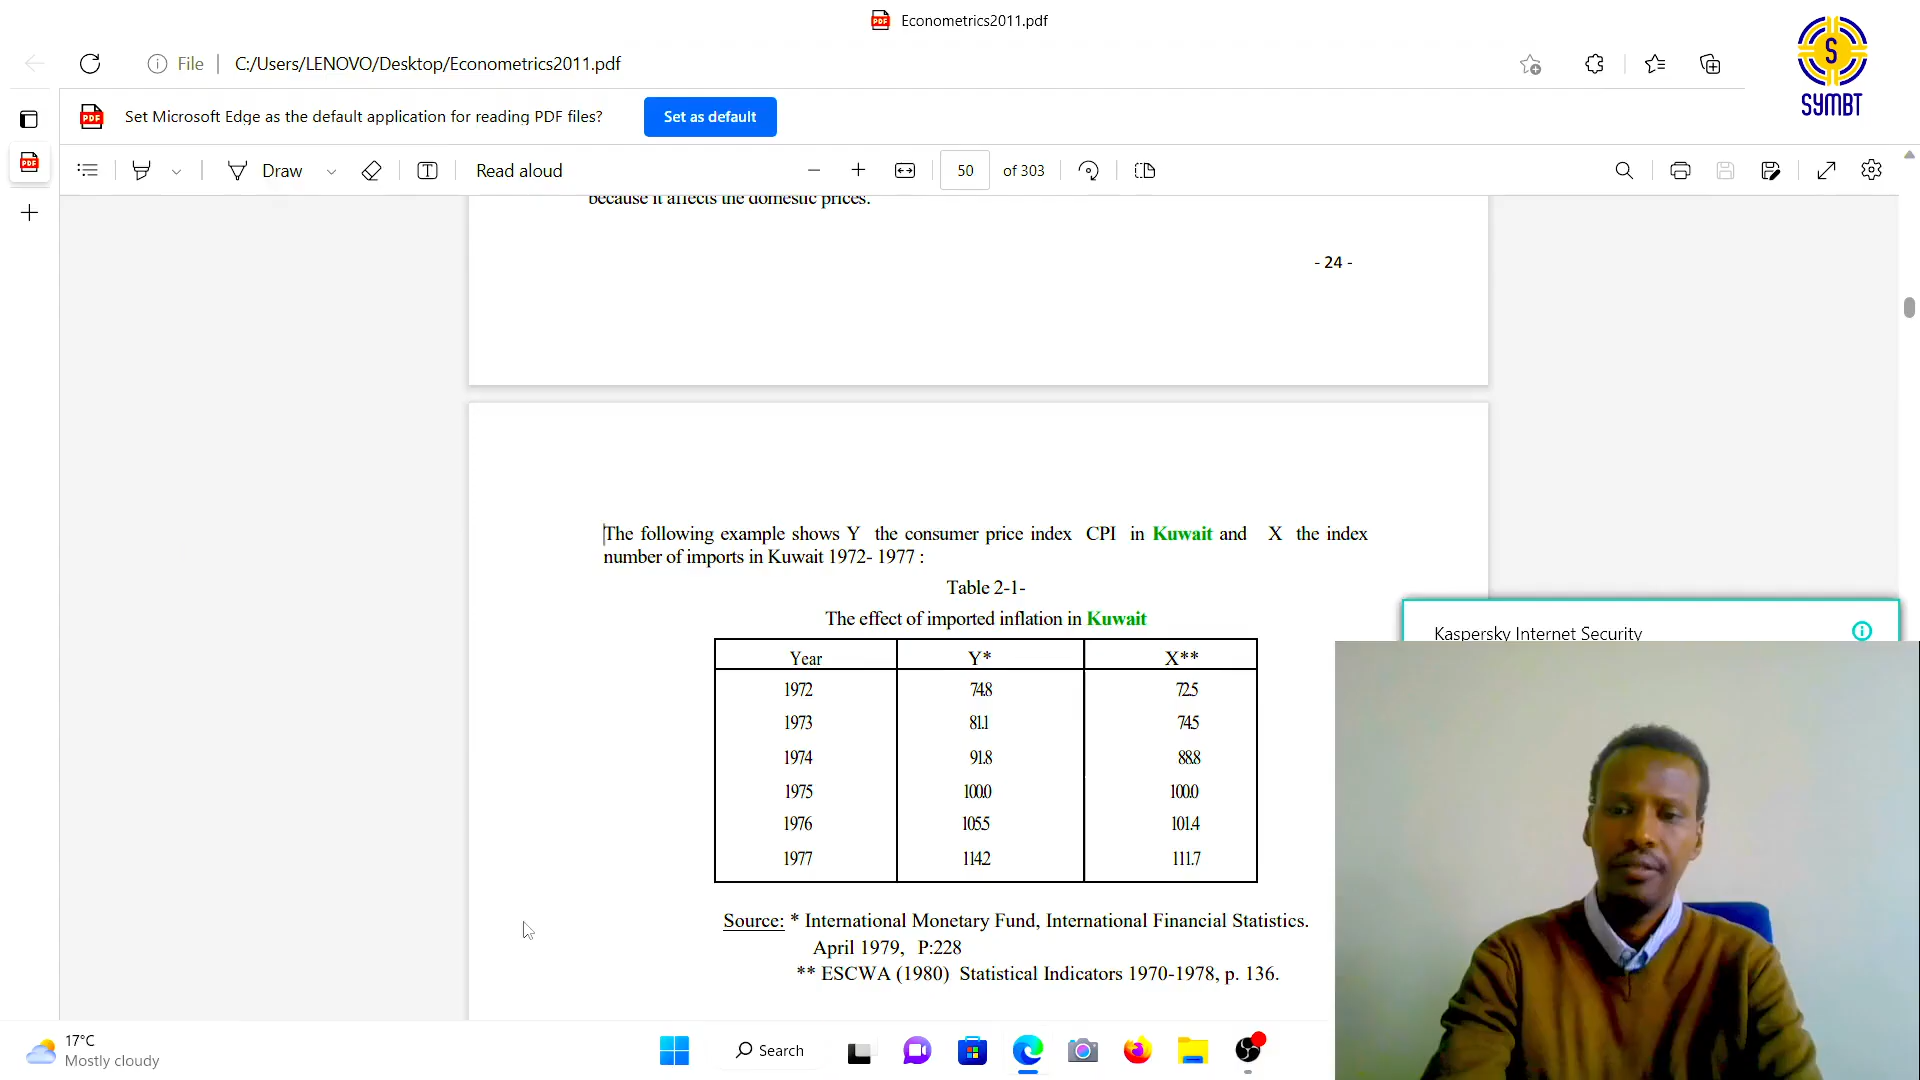 Econometrics2011.pdf
File
C:/Users/LENOVO/Desktop/Econometrics2011.pdf
S
SYMBT
PDF
Set Microsoft Edge as the default application for reading PDF files?
Set as default
PDF
Draw
Read aloud
50
of 303
because it affects the domestic prices.
- 24 -
The following example shows Y the consumer price index CPI in Kuwait and X the index
number of imports in Kuwait 1972- 1977 :
Table 2-1-
The effect of imported inflation in Kuwait
Year Y* X**
1972 74.8 72.5
1973 81.1 74.5
1974 91.8 88.8
1975 100.0 100.0
1976 105.5 101.4
1977 114.2 111.7
Source: * International Monetary Fund, International Financial Statistics.
April 1979, P:228
** ESCWA (1980) Statistical Indicators 1970-1978, p. 136.
Kaspersky Internet Security
17°C
Mostly cloudy
Search